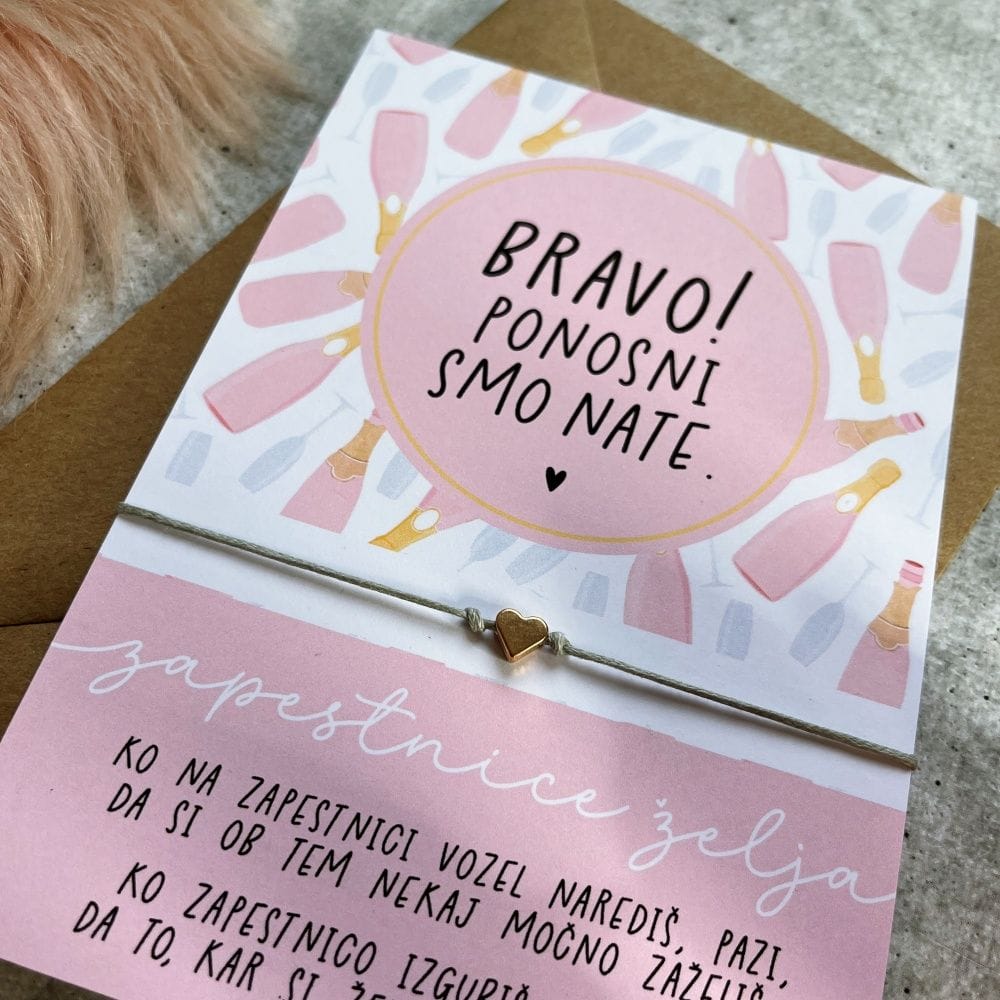 BRAVO!
PONOSNI
SMO NATE.
zapestnice želja
KO NA ZAPESTNICI VOZEL NAREDIŠ, PAZI,
DA SI OB TEM NEKAJ MOČNO ZAŽELIŠ.
KO ZAPESTNICO IZGUBIŠ
DA TO, KAR SI